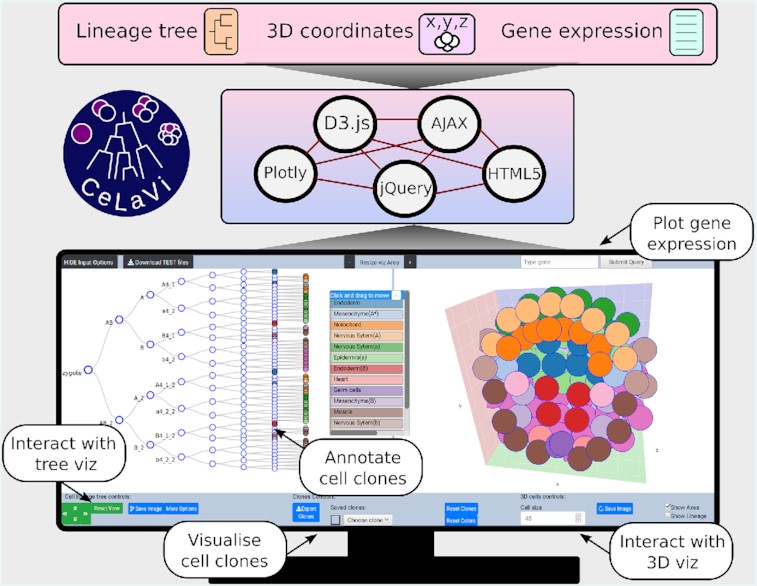 Lineage tree
3D coordinates
x,y,z
Gene expression
D3.js
AJAX
Plotly
jQuery
HTML5
CeLaVi
Plot gene
expression
HIDE Input Options
Download TEST files
-
Resize viz Area
+
Type gene
Submit Query
Click and drag to move
-
Endoderm
Mesenchyme(A*)
Notochord
Nervous Sytem(A)
Nervous Sytem(a)
Epidermis(a)
Endoderm(B)
Heart
Germ cells
Mesenchyme(B)
Muscle
Nervous Sytem(b)
zygote
AB
A
B
A4_1
a4_2
B4_1
b4_2
A_2
B_2
A4_1_2
a4_2_2
B4_1_2
b4_2_2
Y
X
Z
Interact with
tree viz
Annotate
cell clones
Cell lineage tree controls:
Reset View
Save Image
More Options
Clones Controls:
Export
Clones
Saved clones:
Choose clone
Reset Clones
Reset Colors
3D cells controls:
Cell size
45
Save Image
Show Axes
Show Lineage
Visualise
cell clones
Interact with
3D viz